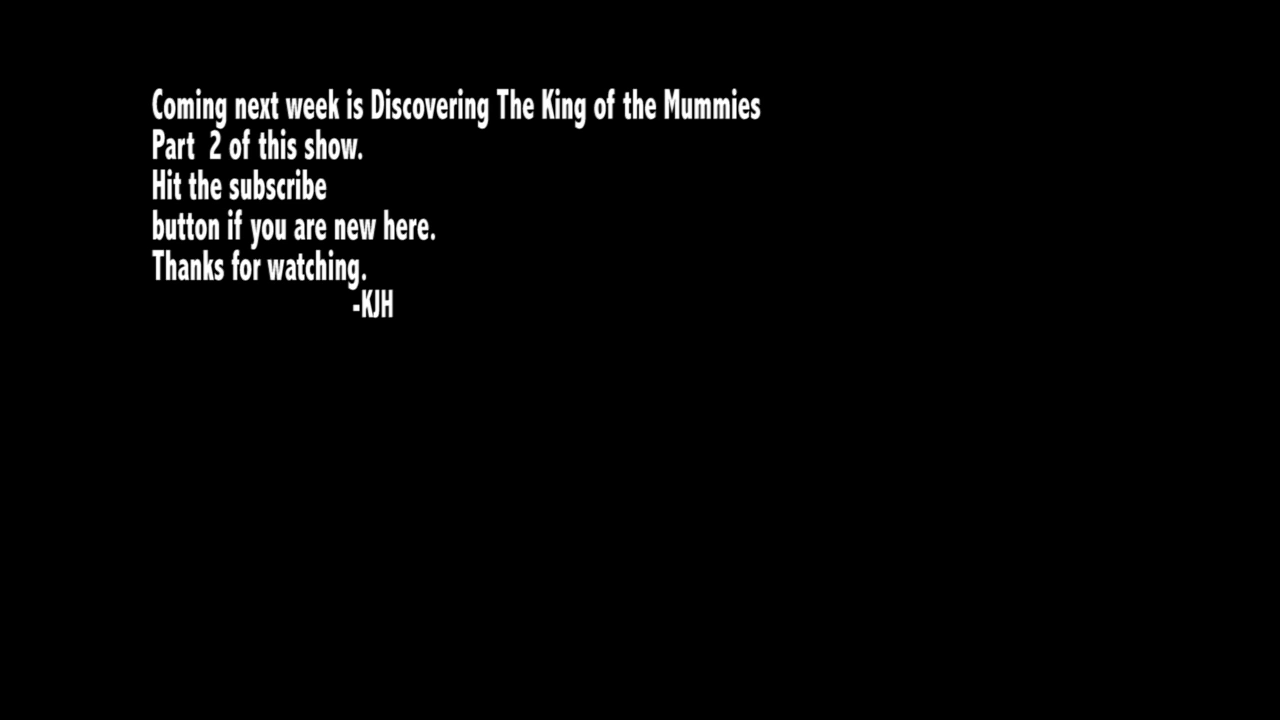 Coming next week is Discovering The King of the Mummies
Part  2 of this show.
Hit the subscribe
button if you are new here.
Thanks for watching.
-KJH